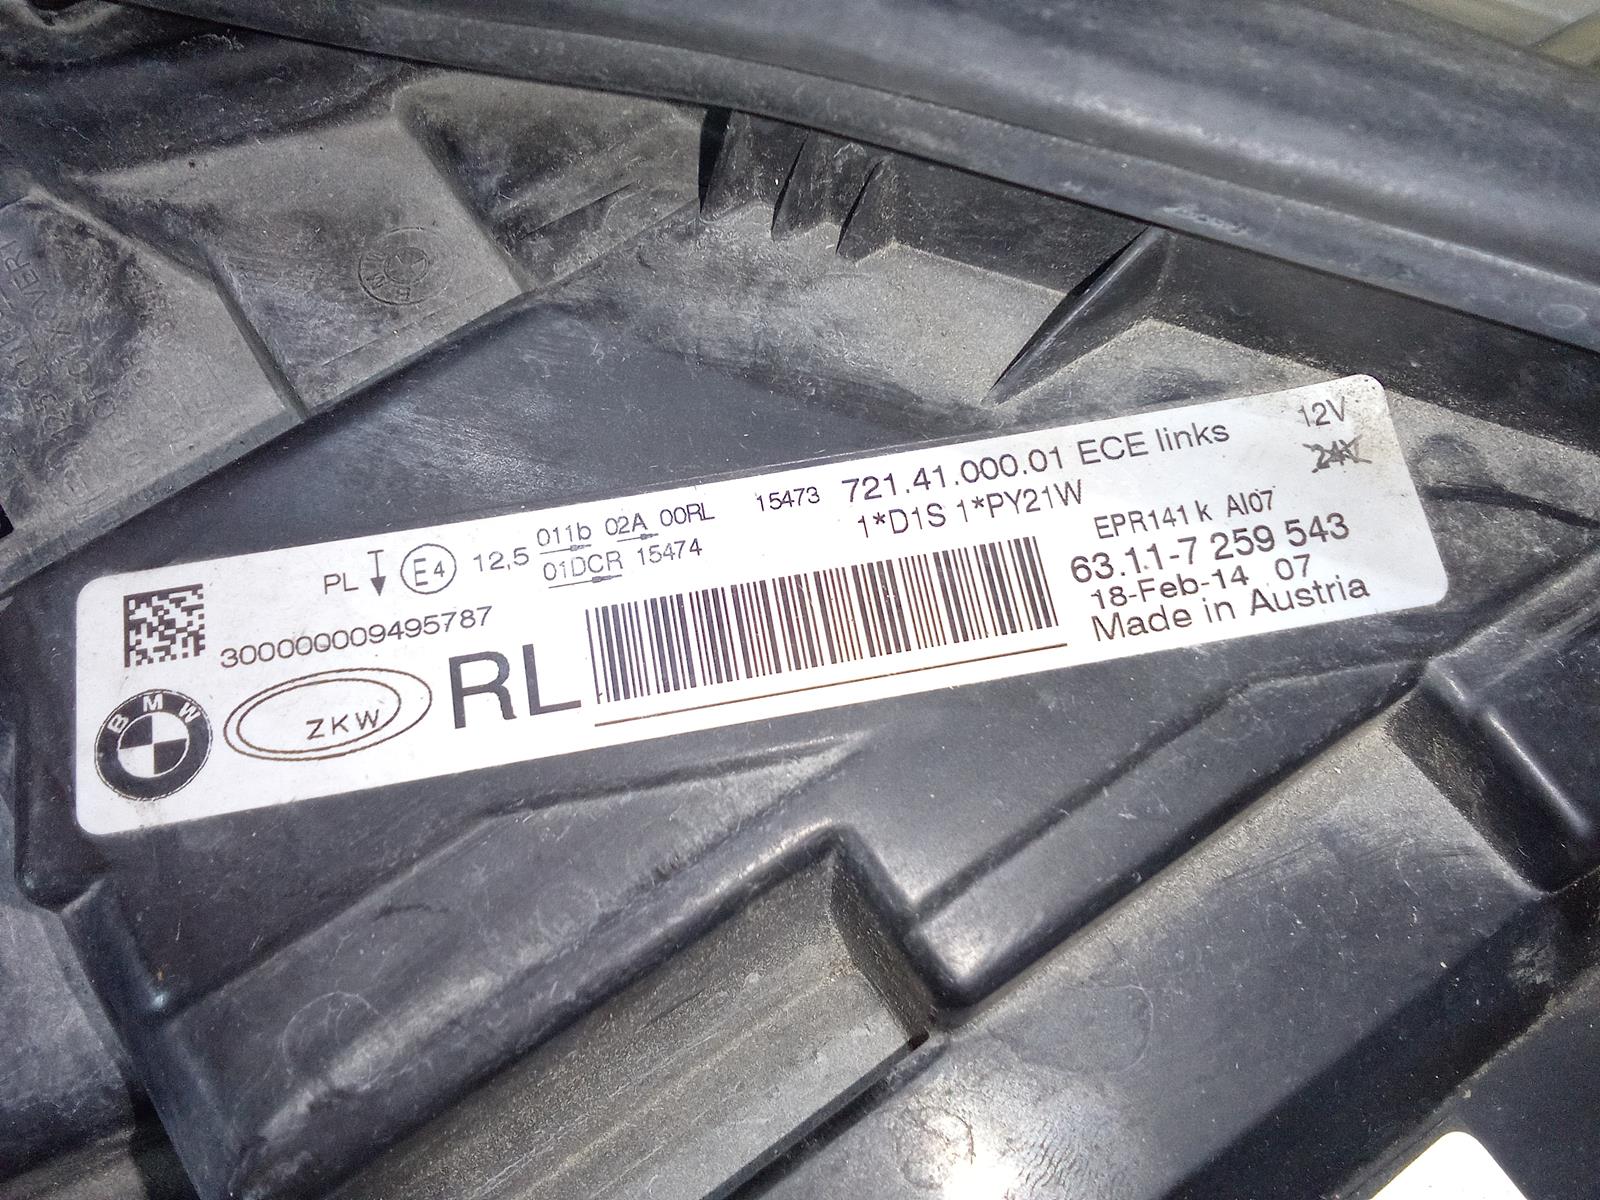 12V
24V
15473 721.41.000.01 ECE links
1*D1S 1*PY21W
PL E4 12,5 011b 02A 00RL
01DCR 15474
EPR141 k AI07
63.11-7 259 543
18-Feb-14 07
Made in Austria
300000009495787
BMW
ZKW
RL